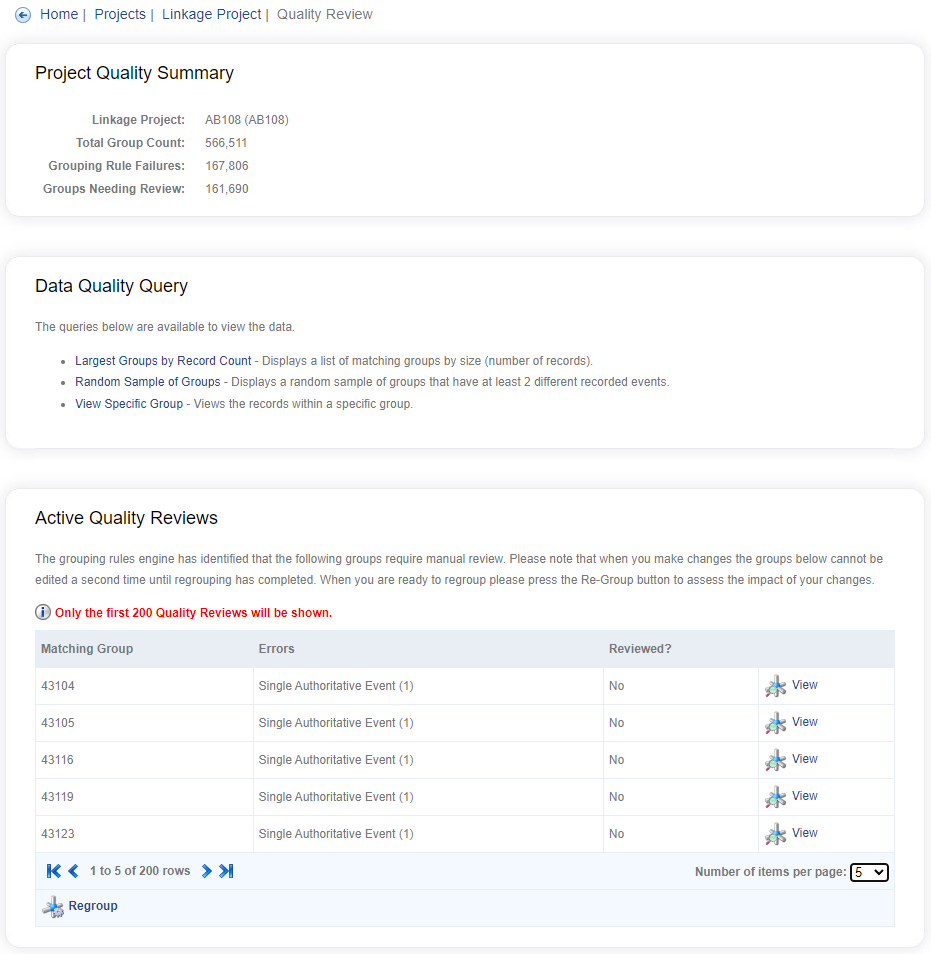 Home | Projects | Linkage Project | Quality Review
Project Quality Summary
Linkage Project: AB108 (AB108)
Total Group Count: 566,511
Grouping Rule Failures: 167,806
Groups Needing Review: 161,690
Data Quality Query
The queries below are available to view the data.
• Largest Groups by Record Count - Displays a list of matching groups by size (number of records).
• Random Sample of Groups - Displays a random sample of groups that have at least 2 different recorded events.
• View Specific Group - Views the records within a specific group.
Active Quality Reviews
The grouping rules engine has identified that the following groups require manual review. Please note that when you make changes the groups below cannot be
edited a second time until regrouping has completed. When you are ready to regroup please press the Re-Group button to assess the impact of your changes.
Only the first 200 Quality Reviews will be shown.
Matching Group Errors Reviewed?
43104 Single Authoritative Event (1) No View
43105 Single Authoritative Event (1) No View
43116 Single Authoritative Event (1) No View
43119 Single Authoritative Event (1) No View
43123 Single Authoritative Event (1) No View
1 to 5 of 200 rows Number of items per page: 5
Regroup